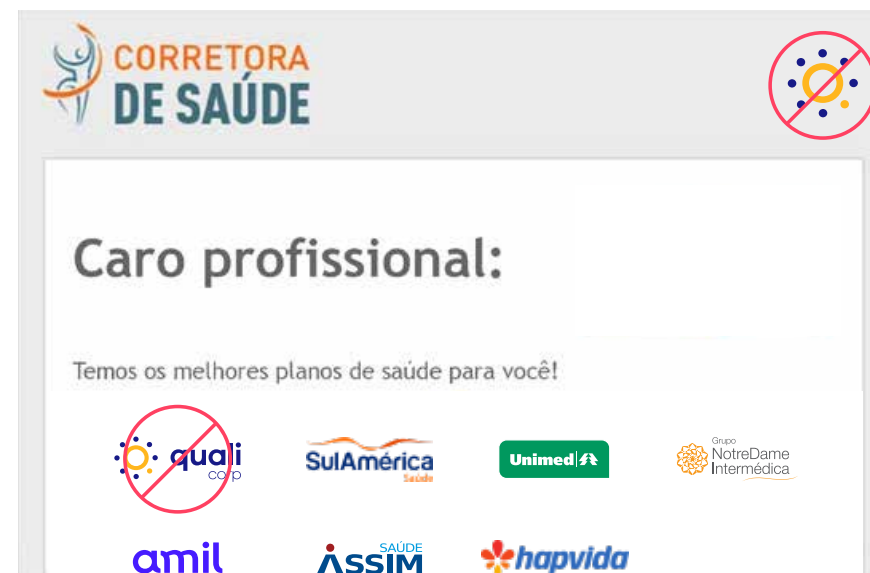 CORRETORA
DE SAÚDE
Caro profissional:
Temos os melhores planos de saúde para você!
quali
corp
SulAmérica
Saúde
Unimed
Grupo
NotreDame
Intermédica
amil
SAÚDE
ASSIM
hapvida